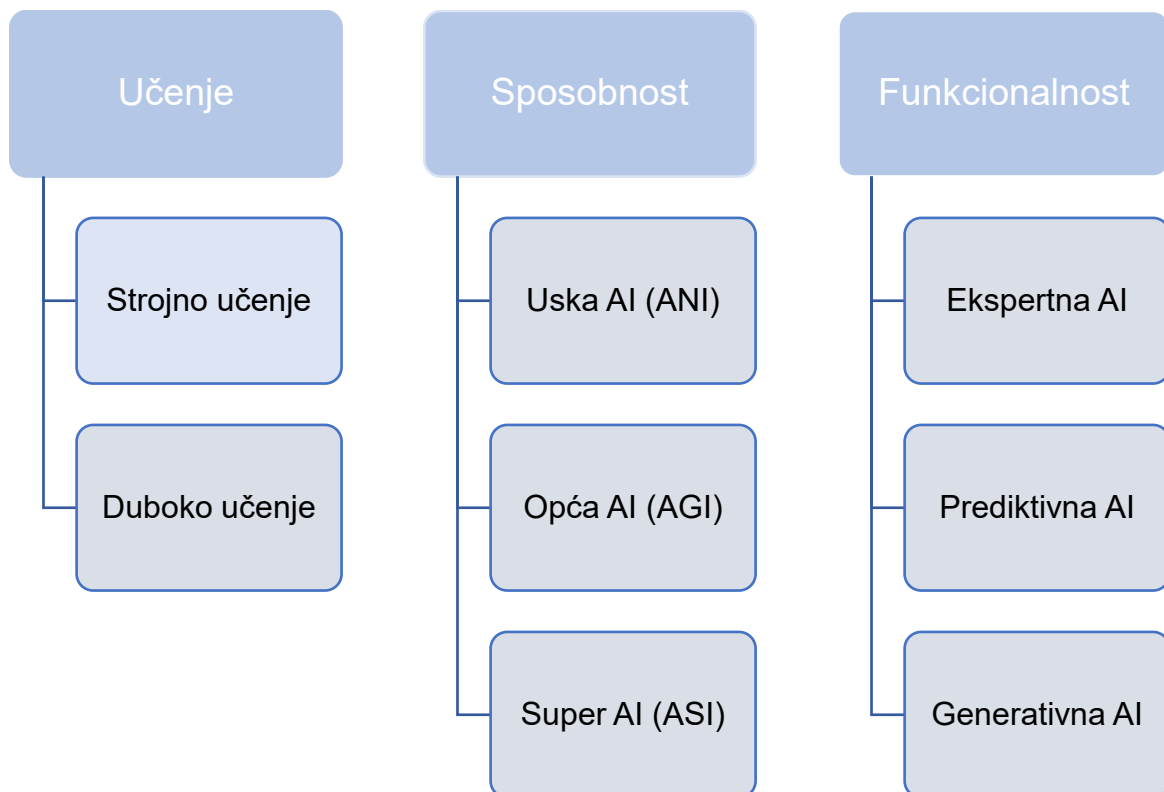 Učenje
Strojno učenje
Duboko učenje
Sposobnost
Uska AI (ANI)
Opća AI (AGI)
Super AI (ASI)
Funkcionalnost
Ekspertna AI
Prediktivna AI
Generativna AI